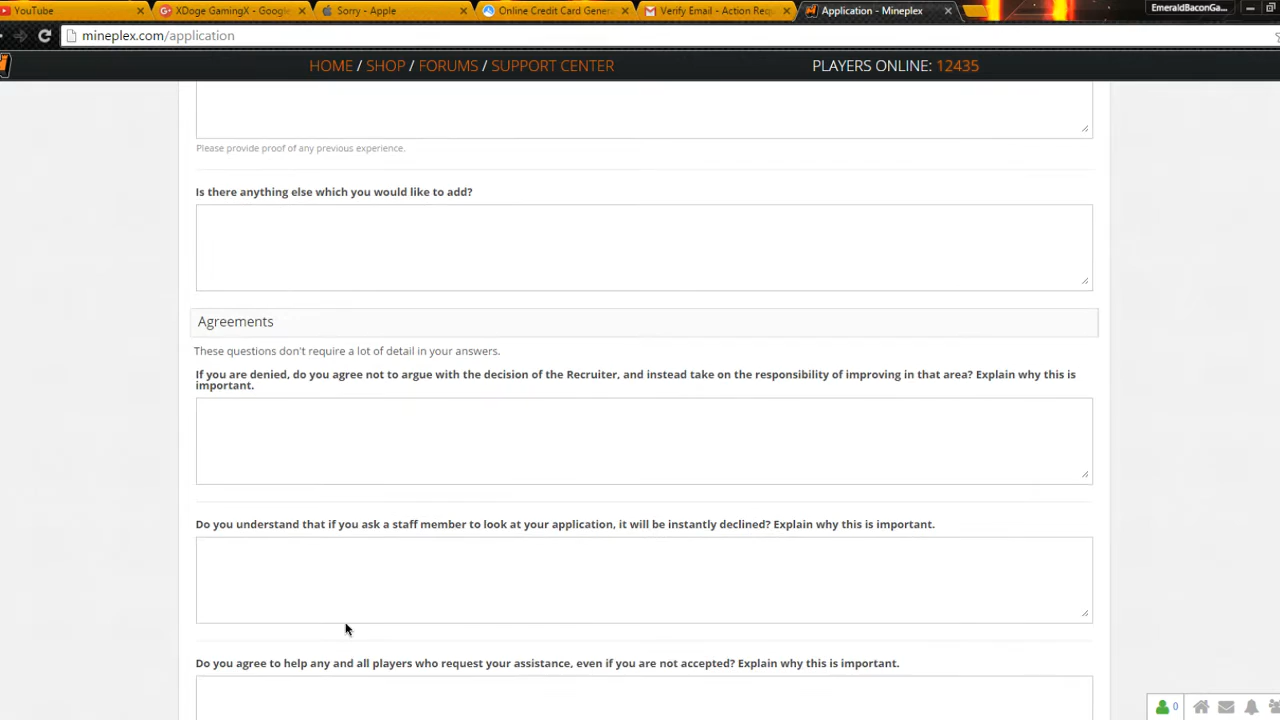 YouTube
XDoge GamingX - Google
Sorry - Apple
Online Credit Card Gener
Verify Email - Action Requ
Application - Mineplex
EmeraldBaconGa...
mineplex.com/application
HOME / SHOP / FORUMS / SUPPORT CENTER
PLAYERS ONLINE: 12435
Please provide proof of any previous experience.
Is there anything else which you would like to add?
Agreements
These questions don't require a lot of detail in your answers.
If you are denied, do you agree not to argue with the decision of the Recruiter, and instead take on the responsibility of improving in that area? Explain why this is
important.
Do you understand that if you ask a staff member to look at your application, it will be instantly declined? Explain why this is important.
Do you agree to help any and all players who request your assistance, even if you are not accepted? Explain why this is important.
0